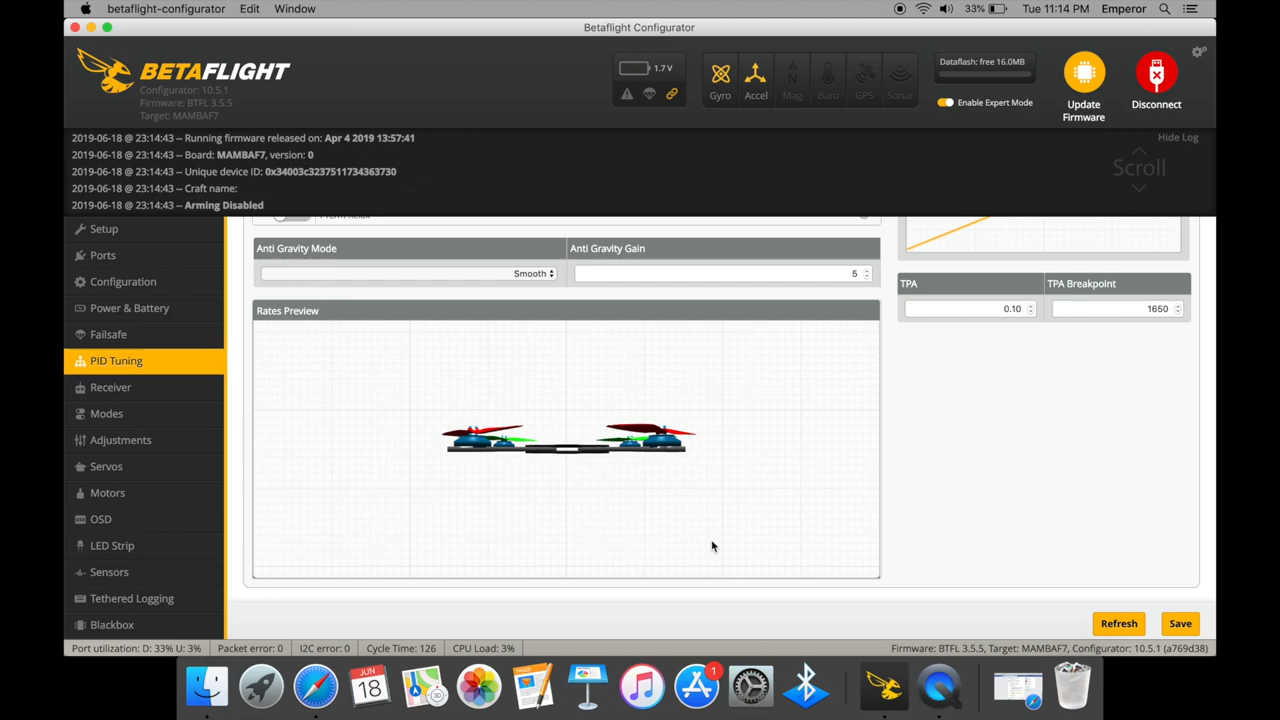 betaflight-configurator Edit Window 33% Tue 11:14 PM Emperor
Betaflight Configurator
BETAFLIGHT
Configurator: 10.5.1
Firmware: BTFL 3.5.5
Target: MAMBAF7
1.7 V
Gyro Accel Mag Baro GPS Sonar
Dataflash: free 16.0MB
Enable Expert Mode
Update
Firmware
Disconnect
2019-06-18 @ 23:14:43 -- Running firmware released on: Apr 4 2019 13:57:41
2019-06-18 @ 23:14:43 -- Board: MAMBAF7, version: 0
2019-06-18 @ 23:14:43 -- Unique device ID: 0x34003c3237511734363730
2019-06-18 @ 23:14:43 -- Craft name:
2019-06-18 @ 23:14:43 -- Arming Disabled
Hide Log
Scroll
Setup
Ports
Configuration
Power & Battery
Failsafe
PID Tuning
Receiver
Modes
Adjustments
Servos
Motors
OSD
LED Strip
Sensors
Tethered Logging
Blackbox
Anti Gravity Mode Anti Gravity Gain
Smooth 5
Rates Preview
TPA TPA Breakpoint
0.10 1650
Refresh Save
Port utilization: D: 33% U: 3% Packet error: 0 I2C error: 0 Cycle Time: 126 CPU Load: 3% Firmware: BTFL 3.5.5, Target: MAMBAF7, Configurator: 10.5.1 (a769d38)
JUN
18
3D
1